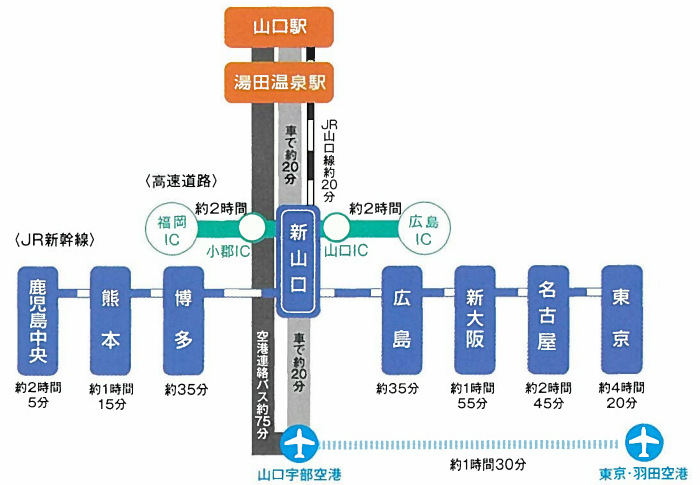 山口駅
湯田温泉駅
車で約20分
JR山口線約20分
〈高速道路〉
約2時間
約2時間
福岡
IC
広島
IC
小郡IC
山口IC
新山口
〈JR新幹線〉
鹿児島中央
熊本
博多
広島
新大阪
名古屋
東京
約2時間
5分
約1時間
15分
約35分
約35分
約1時間
55分
約2時間
45分
約4時間
20分
空港連絡バス約75分
車で約20分
約1時間30分
山口宇部空港
東京・羽田空港